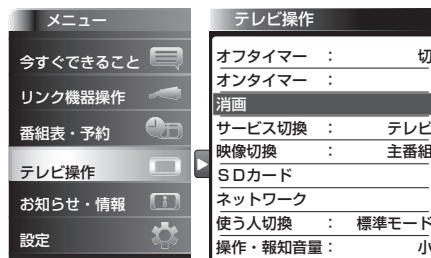 メニュー
今すぐできること
リンク機器操作
番組表・予約
テレビ操作
お知らせ・情報
設定
テレビ操作
オフタイマー : 切
オンタイマー :
消画
サービス切換 : テレビ
映像切換 : 主番組
SDカード
ネットワーク
使う人切換 : 標準モード
操作・報知音量: 小